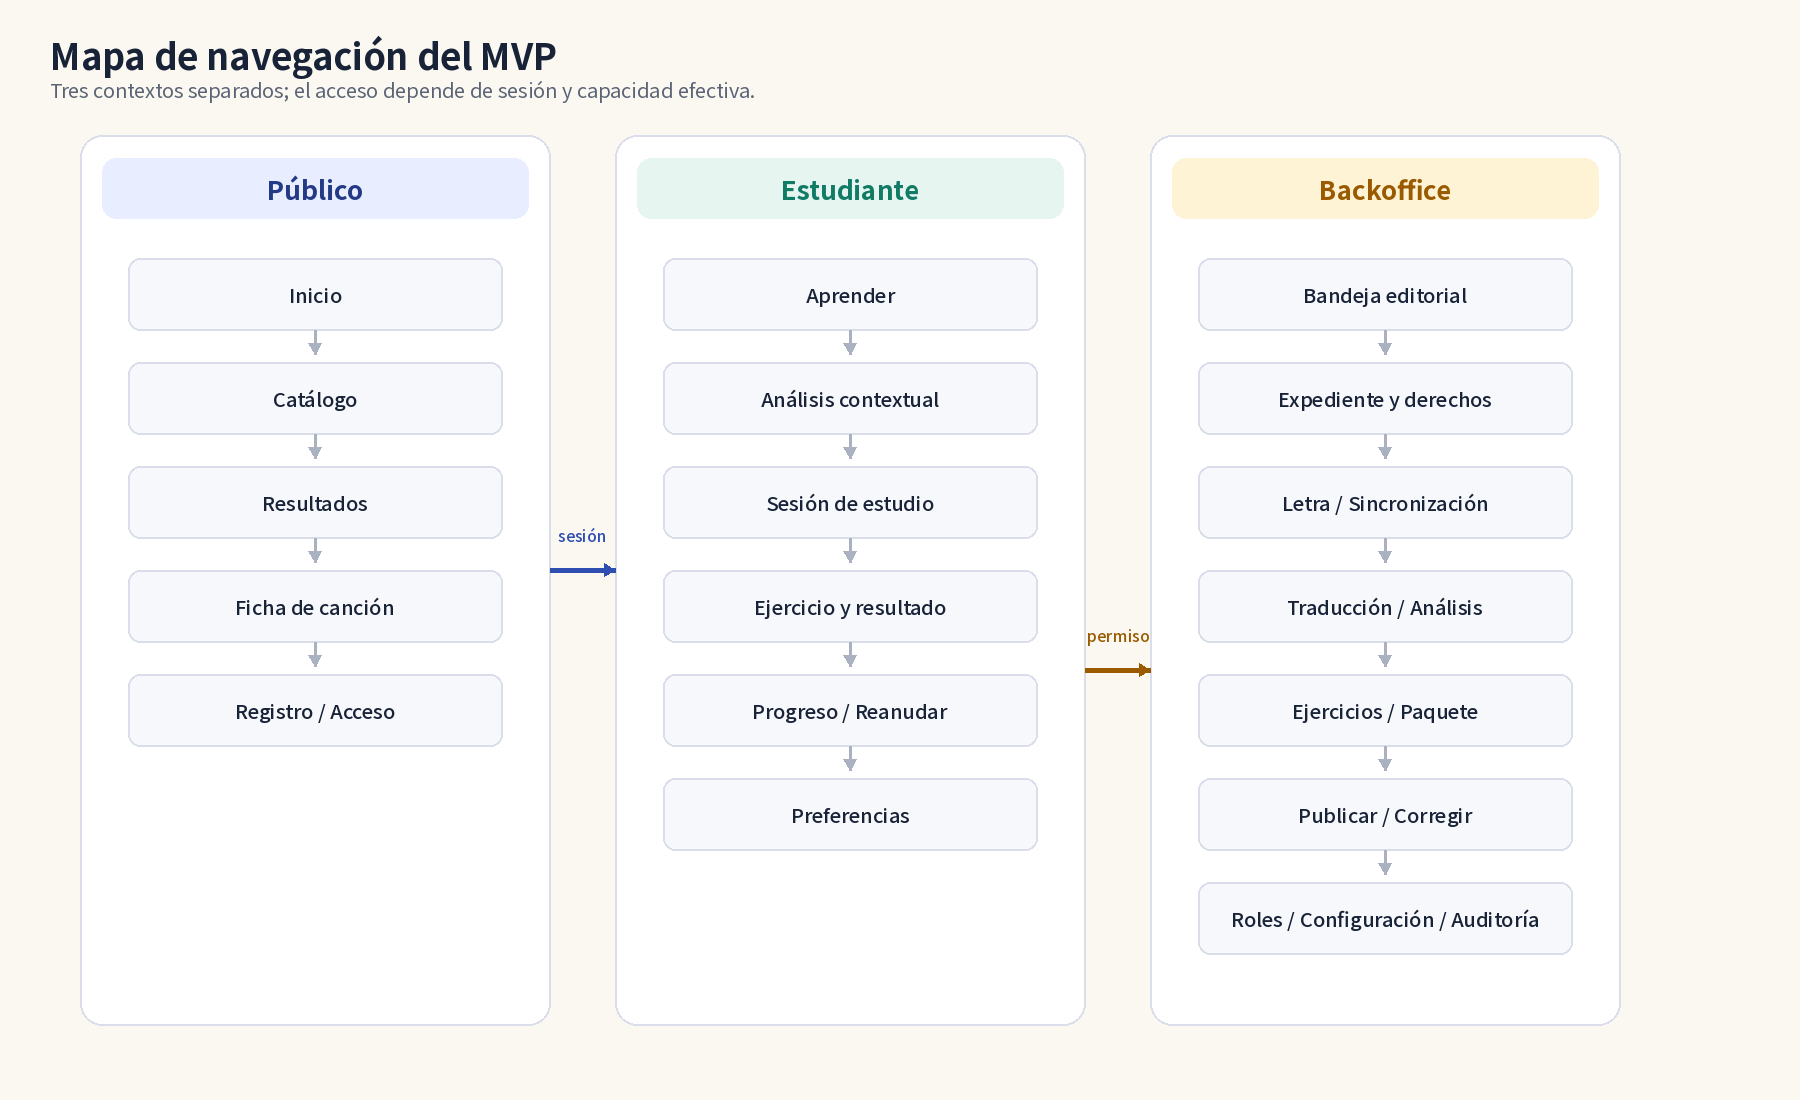 Mapa de navegación del MVP
Tres contextos separados; el acceso depende de sesión y capacidad efectiva.
Público
Inicio
Catálogo
Resultados
Ficha de canción
Registro / Acceso
sesión
Estudiante
Aprender
Análisis contextual
Sesión de estudio
Ejercicio y resultado
Progreso / Reanudar
Preferencias
permiso
Backoffice
Bandeja editorial
Expediente y derechos
Letra / Sincronización
Traducción / Análisis
Ejercicios / Paquete
Publicar / Corregir
Roles / Configuración / Auditoría